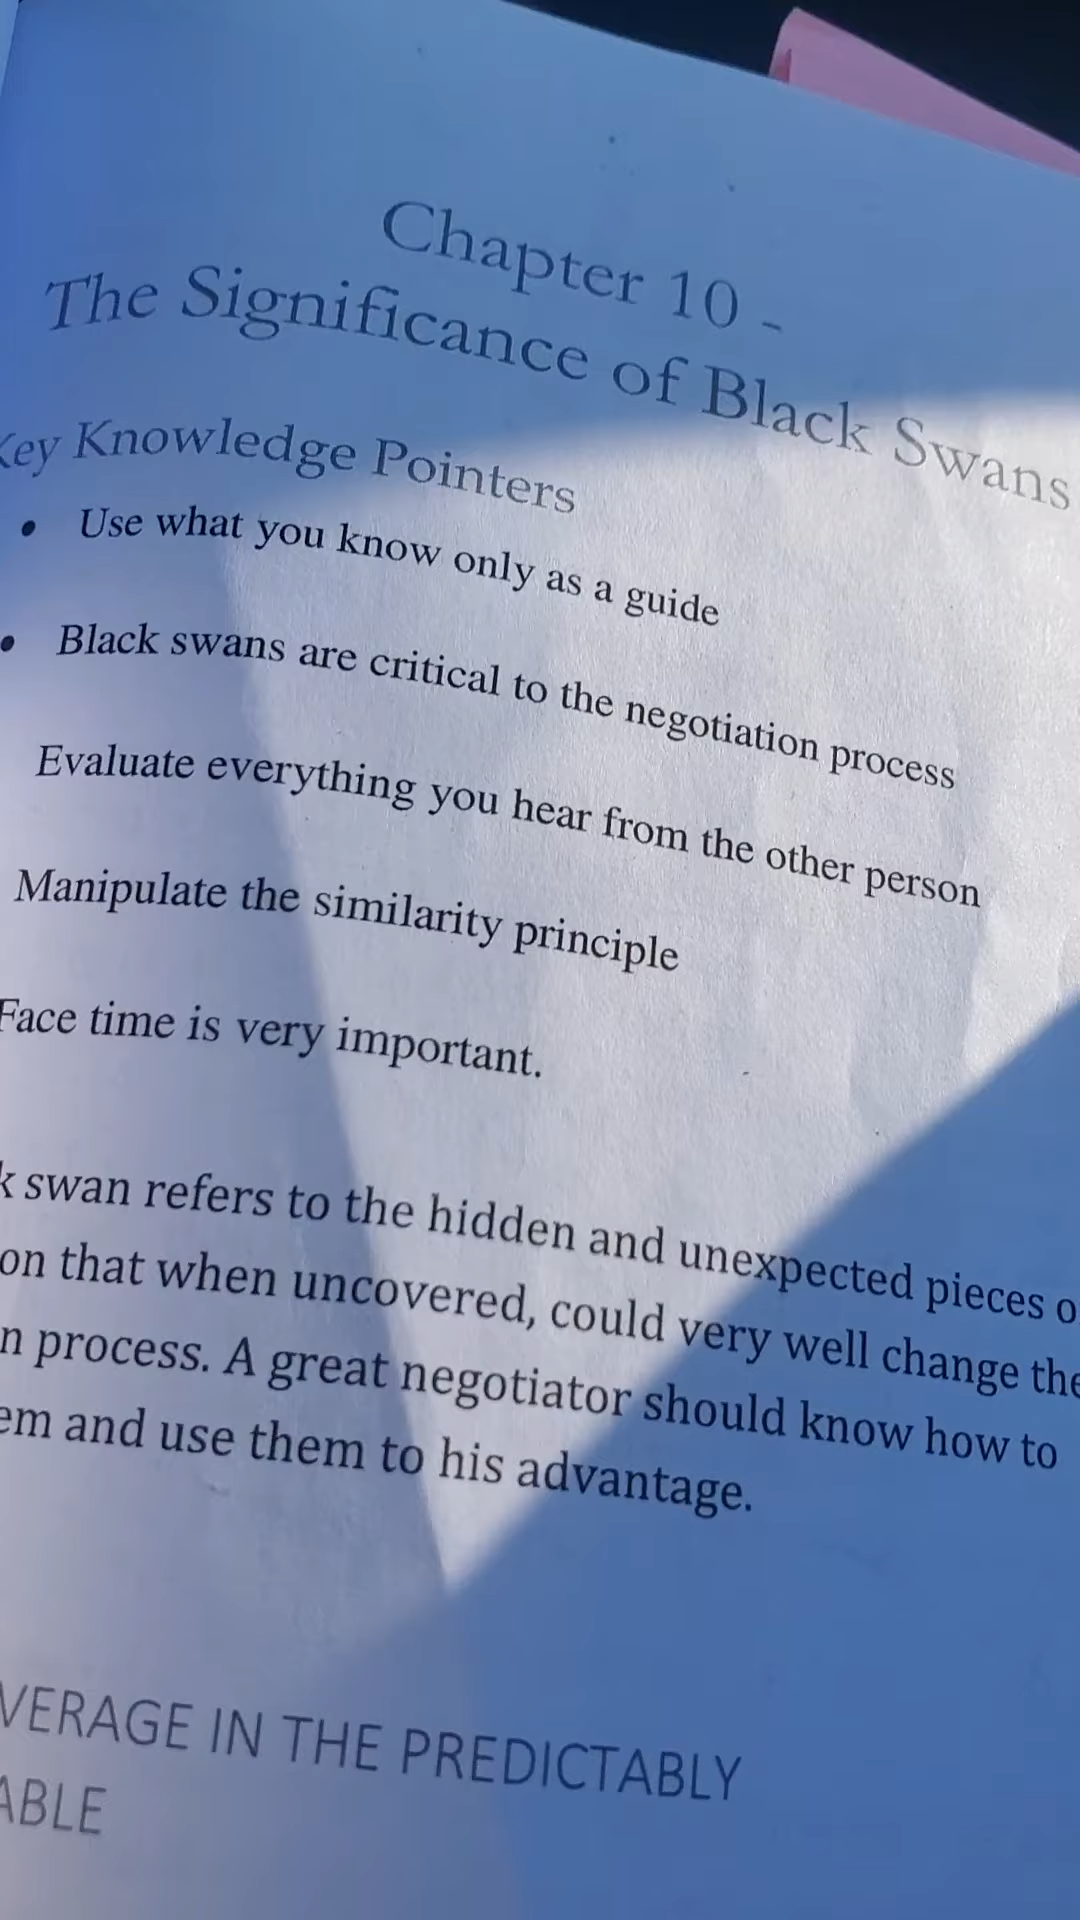 Chapter 10 -
The Significance of Black Swans
Key Knowledge Pointers
• Use what you know only as a guide
• Black swans are critical to the negotiation process
Evaluate everything you hear from the other person
Manipulate the similarity principle
Face time is very important.
k swan refers to the hidden and unexpected pieces o
on that when uncovered, could very well change the
n process. A great negotiator should know how to
em and use them to his advantage.
VERAGE IN THE PREDICTABLY
ABLE